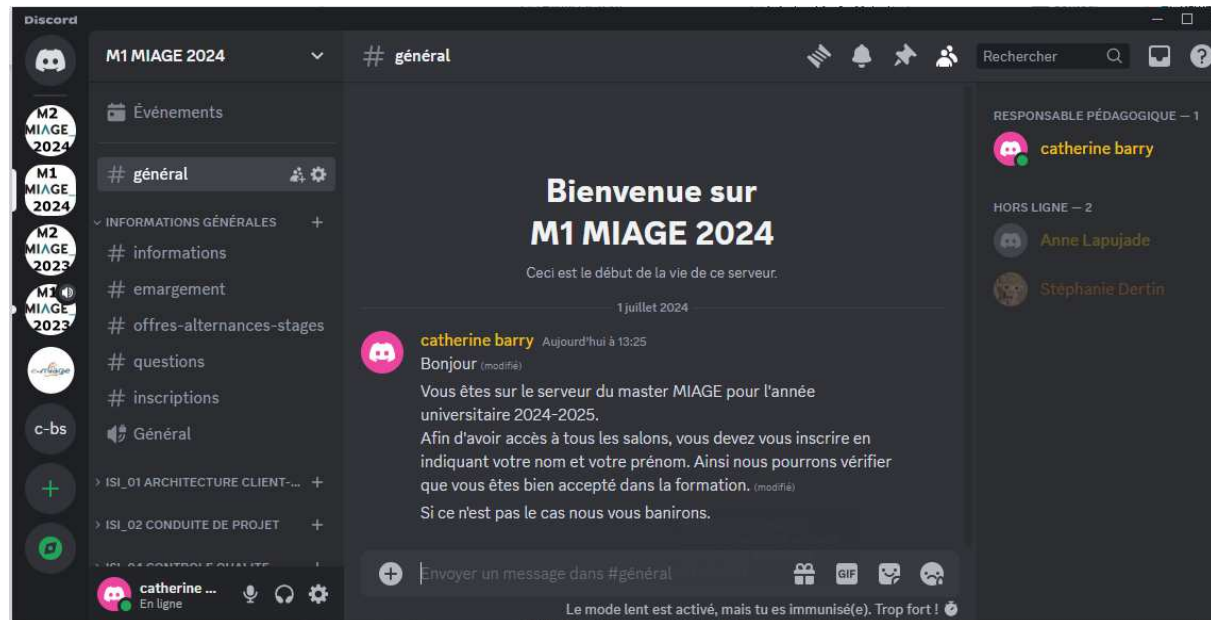 Discord
M2
MIAGE_
2024
M1
MIAGE_
2024
M2
MIAGE_
2023
M1
MIAGE_
2023
c-bs
M1 MIAGE 2024
Événements
# général
INFORMATIONS GÉNÉRALES
# informations
# emargement
# offres-alternances-stages
# questions
# inscriptions
Général
ISI_01 ARCHITECTURE CLIENT-...
ISI_02 CONDUITE DE PROJET
catherine ...
En ligne
# général
Rechercher
Bienvenue sur
M1 MIAGE 2024
Ceci est le début de la vie de ce serveur.
1 juillet 2024
catherine barry Aujourd'hui à 13:25
Bonjour (modifié)
Vous êtes sur le serveur du master MIAGE pour l'année
universitaire 2024-2025.
Afin d'avoir accès à tous les salons, vous devez vous inscrire en
indiquant votre nom et votre prénom. Ainsi nous pourrons vérifier
que vous êtes bien accepté dans la formation. (modifié)
Si ce n'est pas le cas nous vous banirons.
Envoyer un message dans #général
GIF
Le mode lent est activé, mais tu es immunisé(e). Trop fort !
RESPONSABLE PÉDAGOGIQUE — 1
catherine barry
HORS LIGNE — 2
Anne Lapujade
Stéphanie Dertin